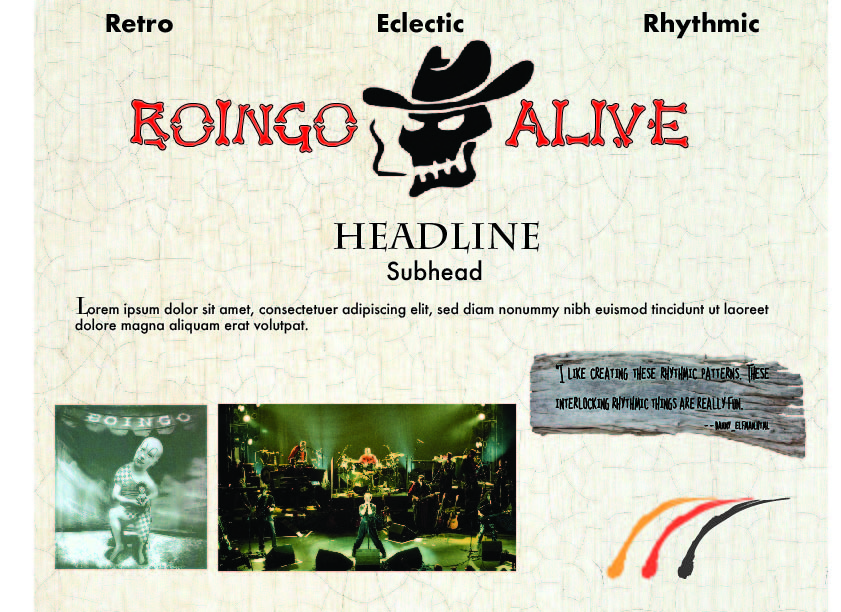 Retro Eclectic Rhythmic
BOINGO ALIVE
HEADLINE
Subhead
Lorem ipsum dolor sit amet, consectetuer adipiscing elit, sed diam nonummy nibh euismod tincidunt ut laoreet
dolore magna aliquam erat volutpat.
"I LIKE CREATING THESE RHYTHMIC PATTERNS. THESE
INTERLOCKING RHYTHMIC THINGS ARE REALLY FUN.
BOINGO